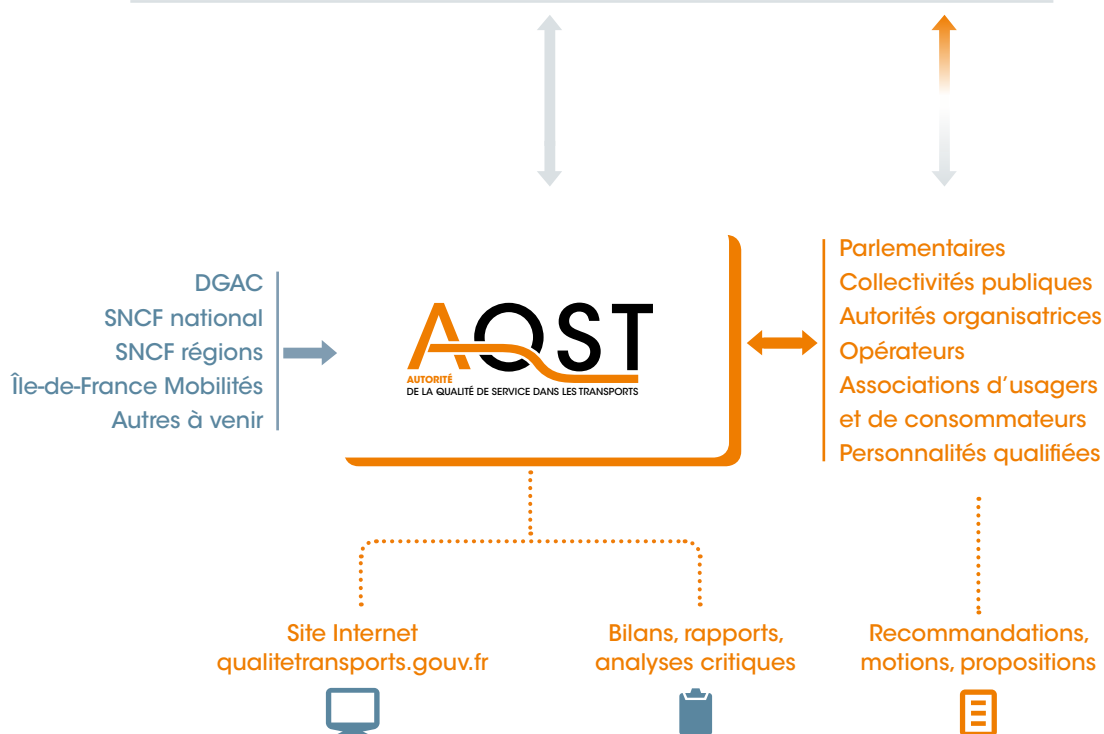 DGAC
SNCF national
SNCF régions
Île-de-France Mobilités
Autres à venir
AQST
AUTORITÉ
DE LA QUALITÉ DE SERVICE DANS LES TRANSPORTS
Parlementaires
Collectivités publiques
Autorités organisatrices
Opérateurs
Associations d’usagers
et de consommateurs
Personnalités qualifiées
Site Internet
qualitetransports.gouv.fr
Bilans, rapports,
analyses critiques
Recommandations,
motions, propositions